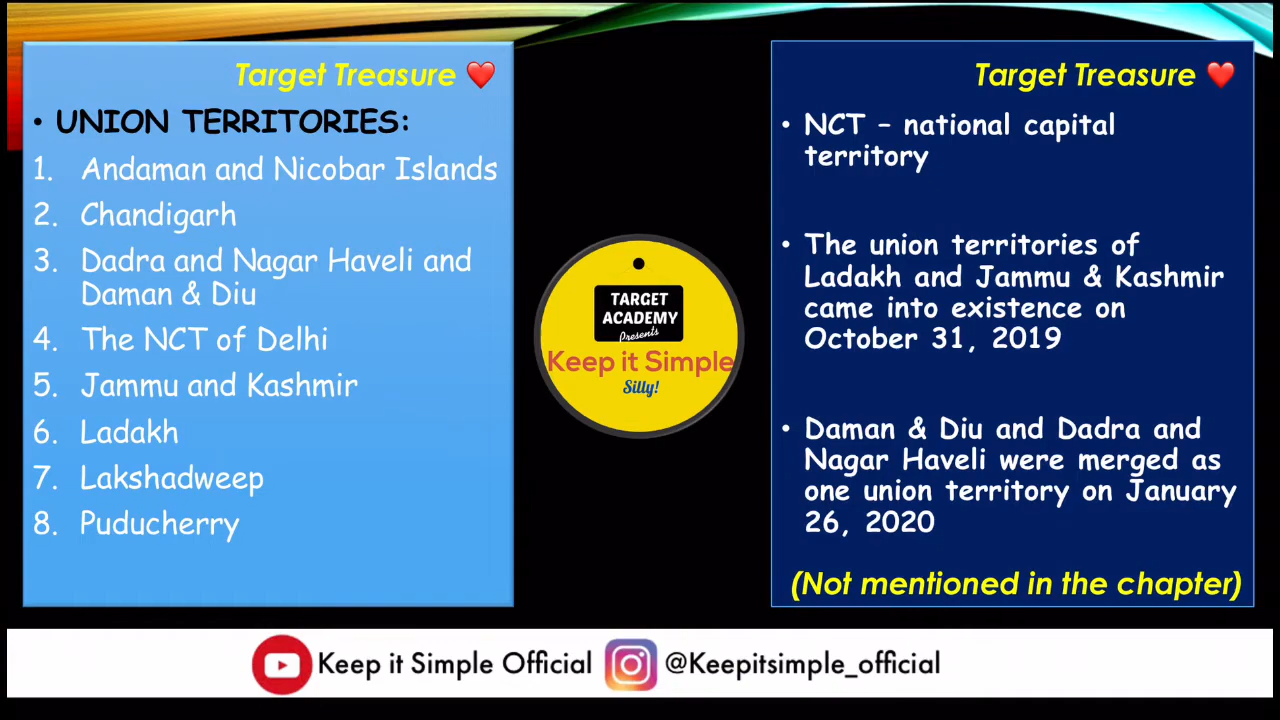 Target Treasure ❤️
• UNION TERRITORIES:
1. Andaman and Nicobar Islands
2. Chandigarh
3. Dadra and Nagar Haveli and
Daman & Diu
4. The NCT of Delhi
5. Jammu and Kashmir
6. Ladakh
7. Lakshadweep
8. Puducherry
TARGET
ACADEMY
Presents
Keep it Simple
Silly!
Target Treasure ❤️
• NCT – national capital
territory
• The union territories of
Ladakh and Jammu & Kashmir
came into existence on
October 31, 2019
• Daman & Diu and Dadra and
Nagar Haveli were merged as
one union territory on January
26, 2020
(Not mentioned in the chapter)
Keep it Simple Official @Keepitsimple_official